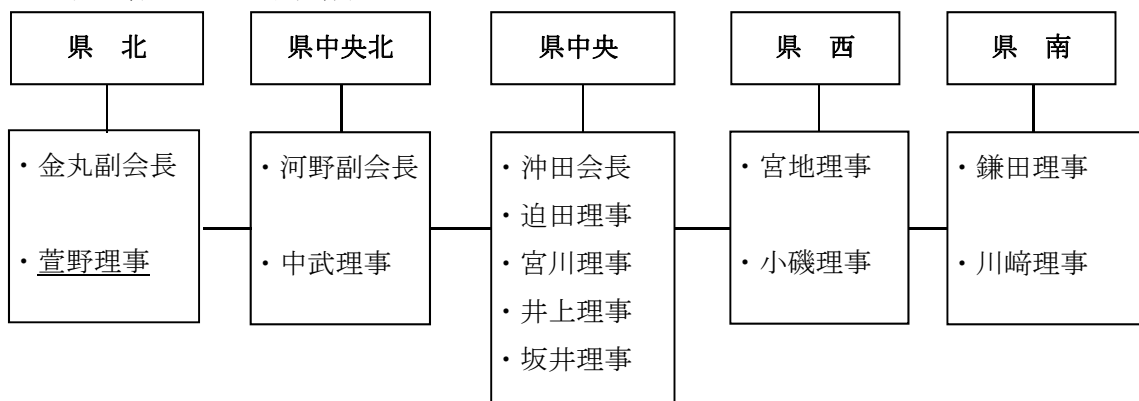 県 北
・金丸副会長
・萱野理事
県中央北
・河野副会長
・中武理事
県中央
・沖田会長
・迫田理事
・宮川理事
・井上理事
・坂井理事
県 西
・宮地理事
・小磯理事
県 南
・鎌田理事
・川﨑理事